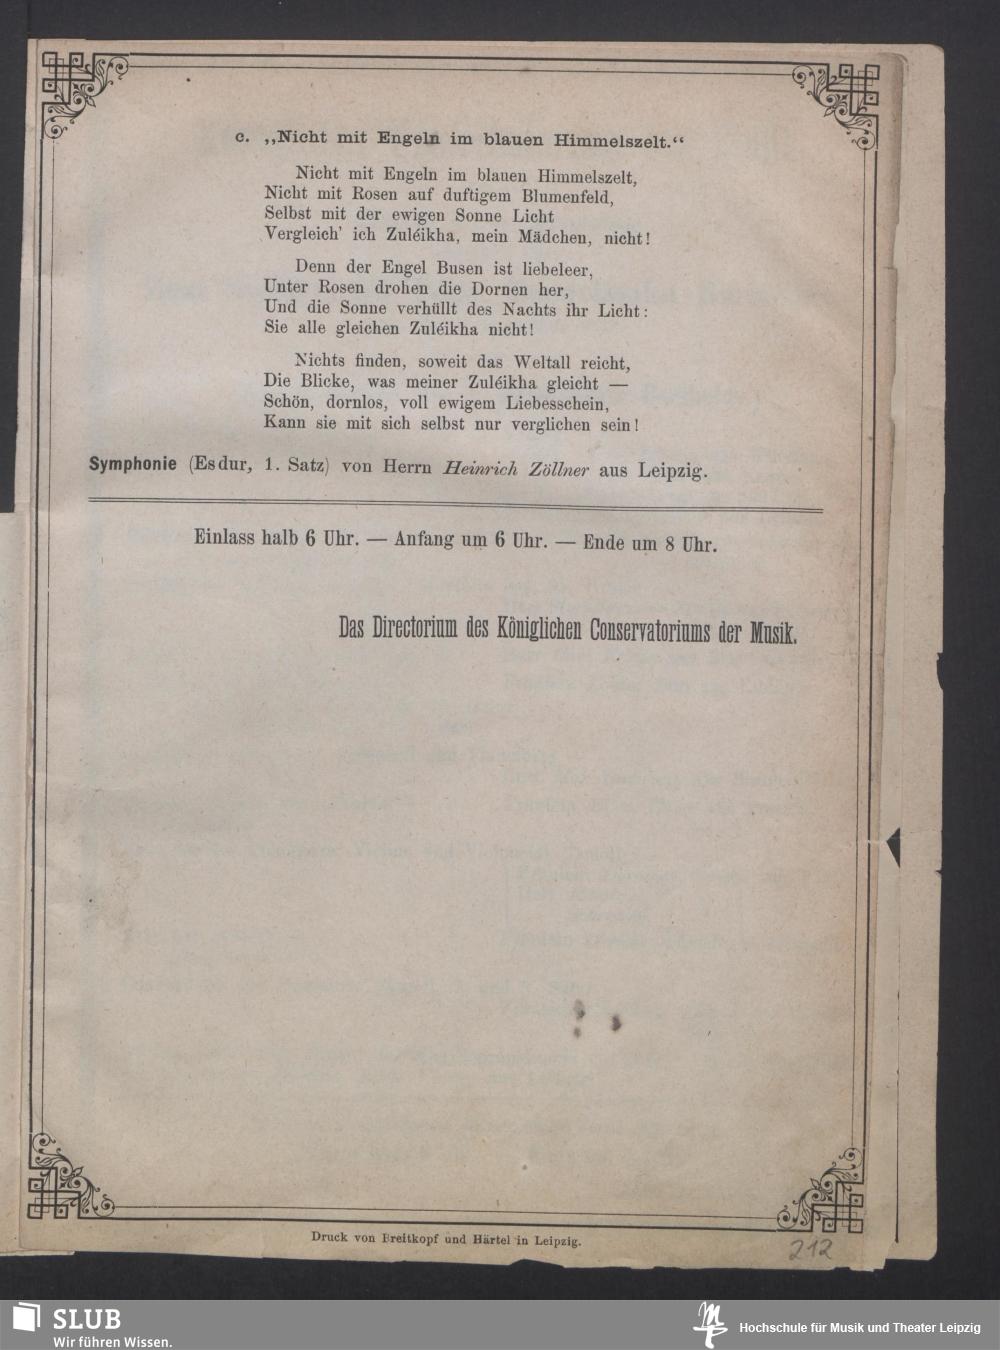 c. ,,Nicht mit Engeln im blauen Himmelszelt.“
Nicht mit Engeln im blauen Himmelszelt,
Nicht mit Rosen auf duftigem Blumenfeld,
Selbst mit der ewigen Sonne Licht
Vergleich' ich Zuléikha, mein Mädchen, nicht!
Denn der Engel Busen ist liebeleer,
Unter Rosen drohen die Dornen her,
Und die Sonne verhüllt des Nachts ihr Licht:
Sie alle gleichen Zuléikha nicht!
Nichts finden, soweit das Weltall reicht,
Die Blicke, was meiner Zuléikha gleicht —
Schön, dornlos, voll ewigem Liebesschein,
Kann sie mit sich selbst nur verglichen sein!
Symphonie (Esdur, 1. Satz) von Herrn Heinrich Zöllner aus Leipzig.
Einlass halb 6 Uhr. — Anfang um 6 Uhr. — Ende um 8 Uhr.
Das Directorium des Königlichen Conservatoriums der Musik.
Druck von Breitkopf und Härtel in Leipzig.
212
SLUB
Wir führen Wissen.
Hochschule für Musik und Theater Leipzig